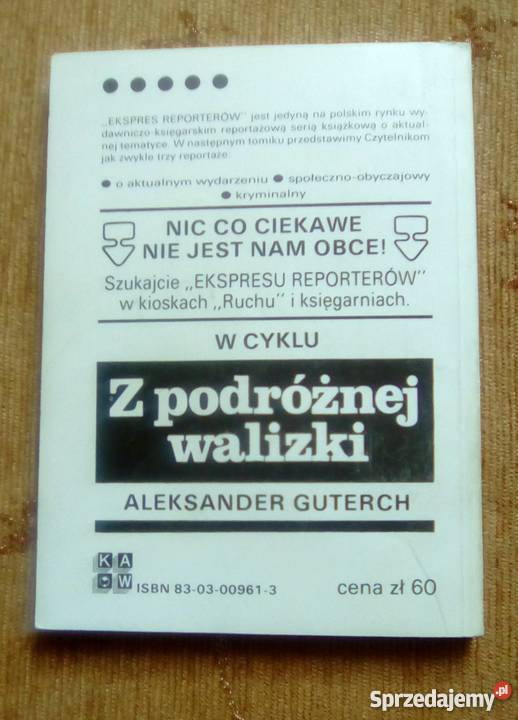 „EKSPRES REPORTERÓW" jest jedyną na polskim rynku wy-
dawniczo-księgarskim reportażową serią książkową o aktual-
nej tematyce. W następnym tomiku przedstawimy Czytelnikom
jak zwykle trzy reportaże:
● o aktualnym wydarzeniu ● społeczno-obyczajowy
● kryminalny
NIC CO CIEKAWE
NIE JEST NAM OBCE!
Szukajcie „EKSPRESU REPORTERÓW"
w kioskach „Ruchu" i księgarniach.
W CYKLU
Z podróżnej
walizki
ALEKSANDER GUTERCH
KAW
ISBN 83-03-00961-3
cena zł 60
Sprzedajemy.pl